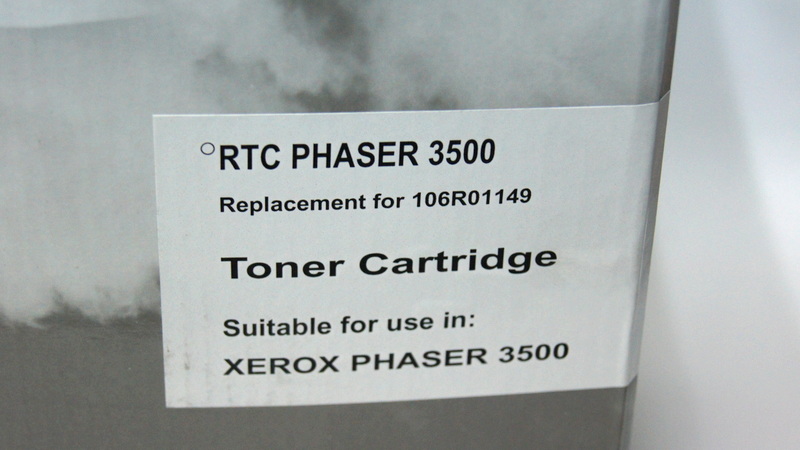 RTC PHASER 3500
Replacement for 106R01149
Toner Cartridge
Suitable for use in:
XEROX PHASER 3500